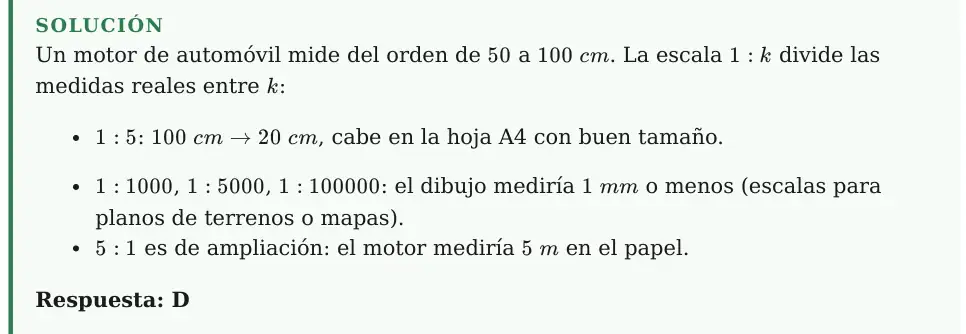 SOLUCIÓN
Un motor de automóvil mide del orden de 50 a 100 cm. La escala 1 : k divide las
medidas reales entre k:
• 1 : 5: 100 cm → 20 cm, cabe en la hoja A4 con buen tamaño.
• 1 : 1000, 1 : 5000, 1 : 100000: el dibujo mediría 1 mm o menos (escalas para
planos de terrenos o mapas).
• 5 : 1 es de ampliación: el motor mediría 5 m en el papel.
Respuesta: D